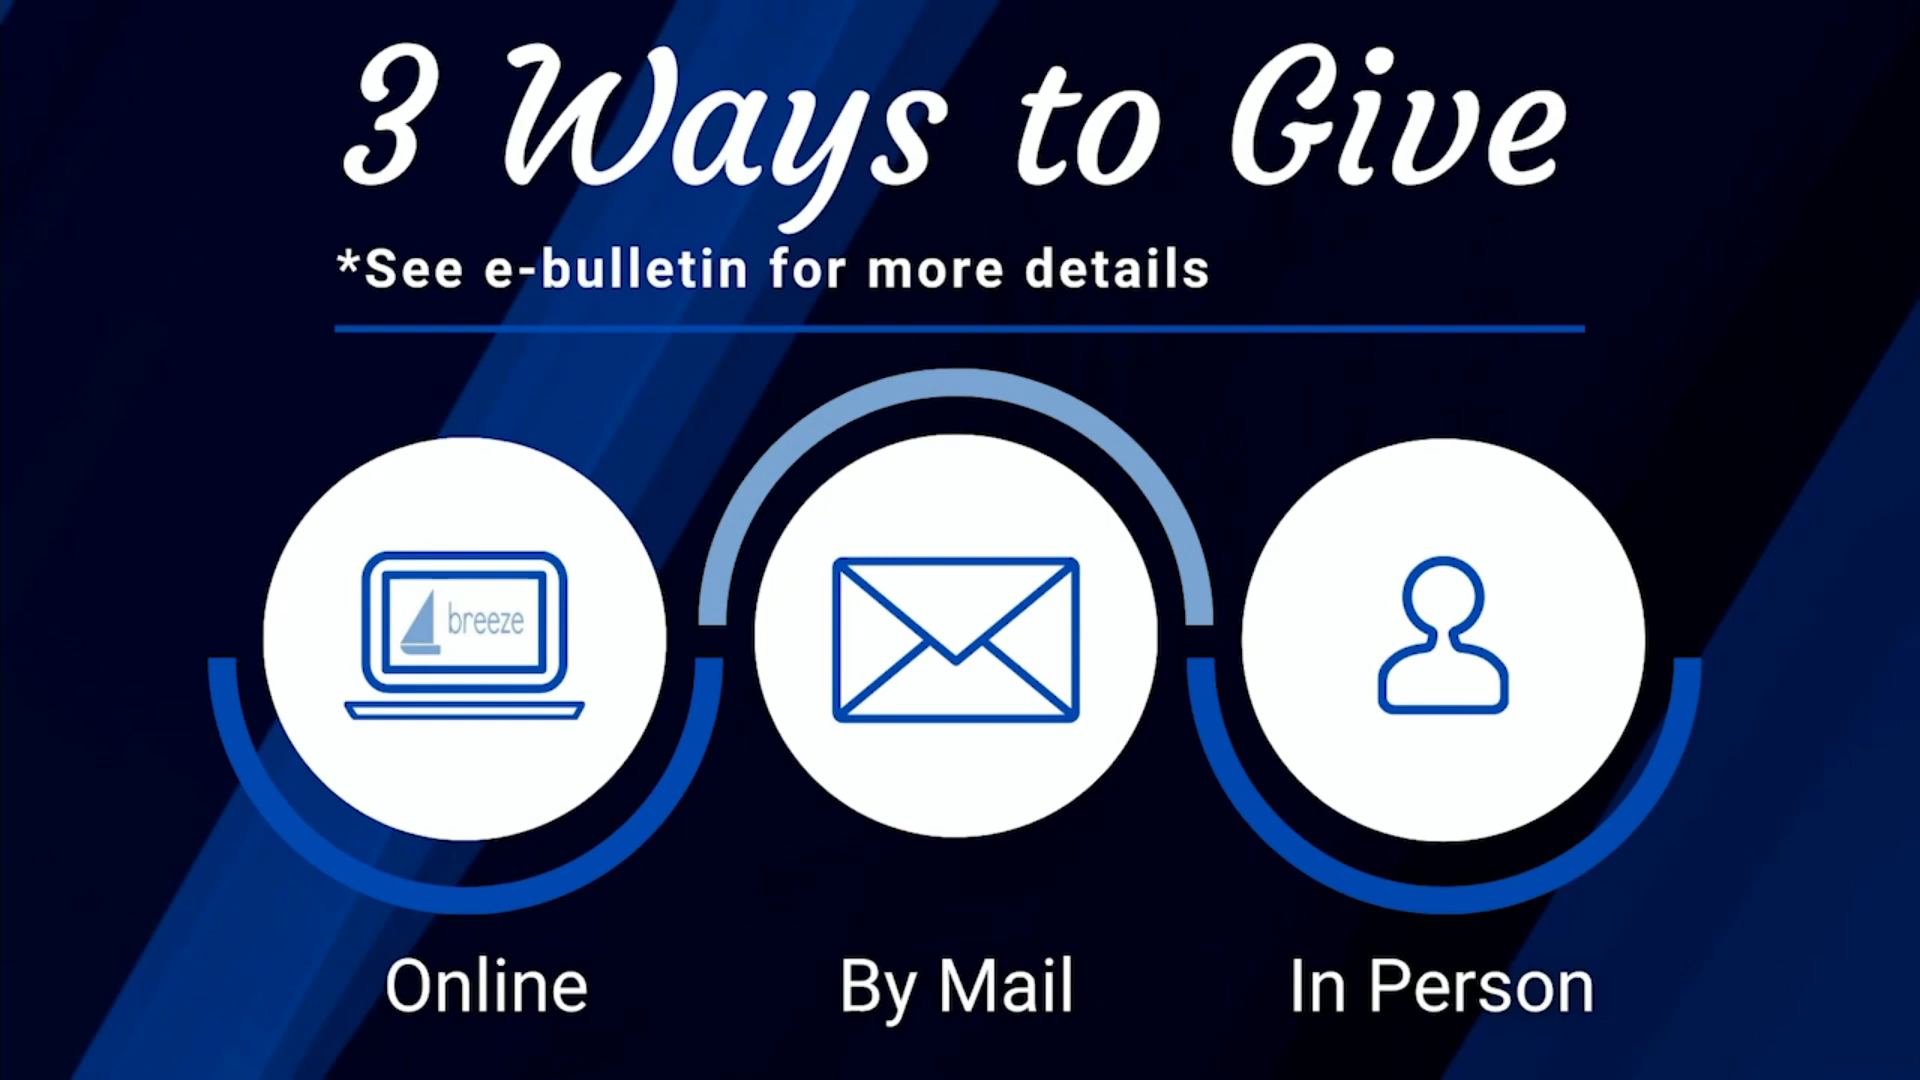 3 Ways to Give
*See e-bulletin for more details
breeze
Online
By Mail
In Person